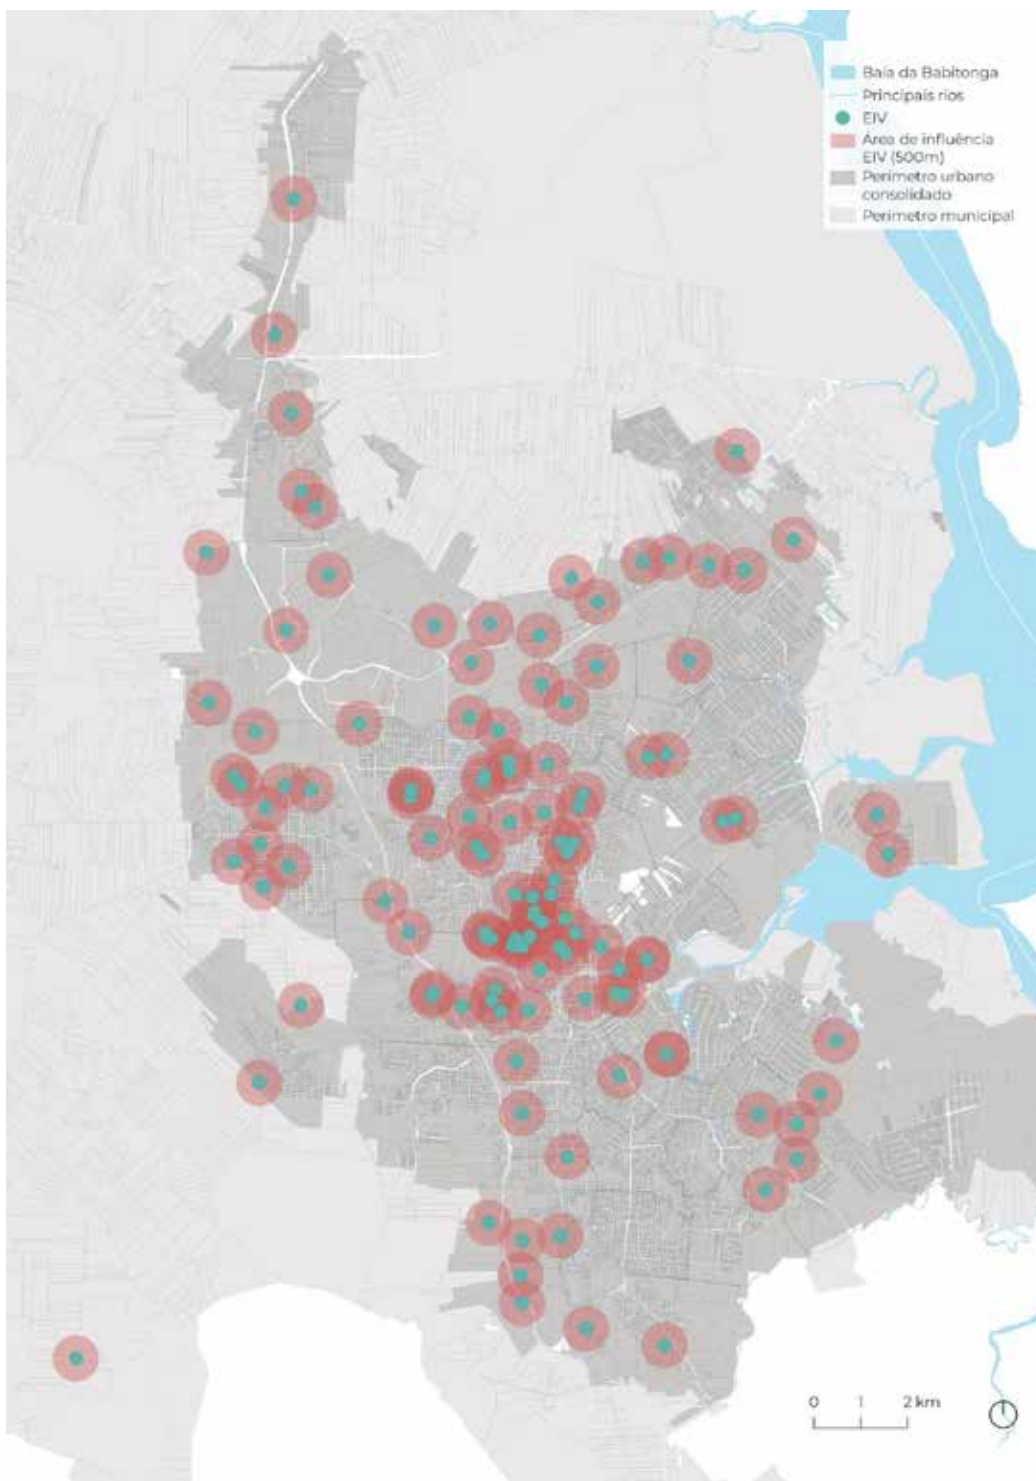 Baía da Babitonga
Principais rios
EIV
Área de influência
EIV (500m)
Perímetro urbano
consolidado
Perímetro municipal
0 1 2 km